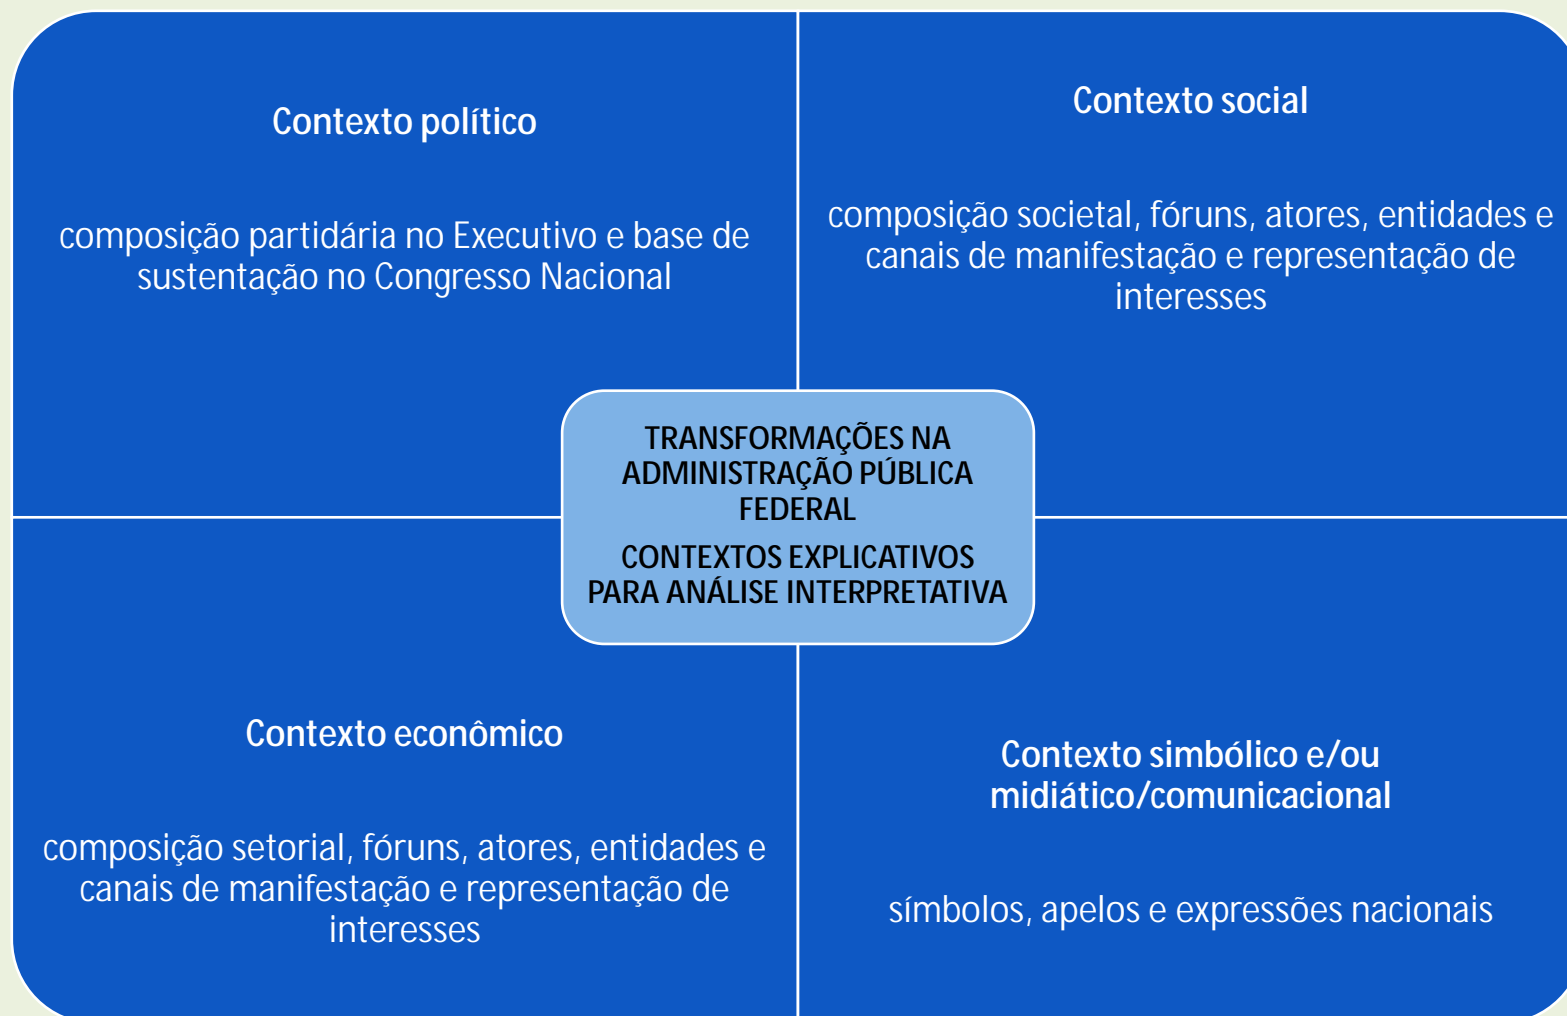 Contexto político
composição partidária no Executivo e base de
sustentação no Congresso Nacional
Contexto social
composição societal, fóruns, atores, entidades e
canais de manifestação e representação de
interesses
TRANSFORMAÇÕES NA
ADMINISTRAÇÃO PÚBLICA
FEDERAL
CONTEXTOS EXPLICATIVOS
PARA ANÁLISE INTERPRETATIVA
Contexto econômico
composição setorial, fóruns, atores, entidades e
canais de manifestação e representação de
interesses
Contexto simbólico e/ou
midiático/comunicacional
símbolos, apelos e expressões nacionais